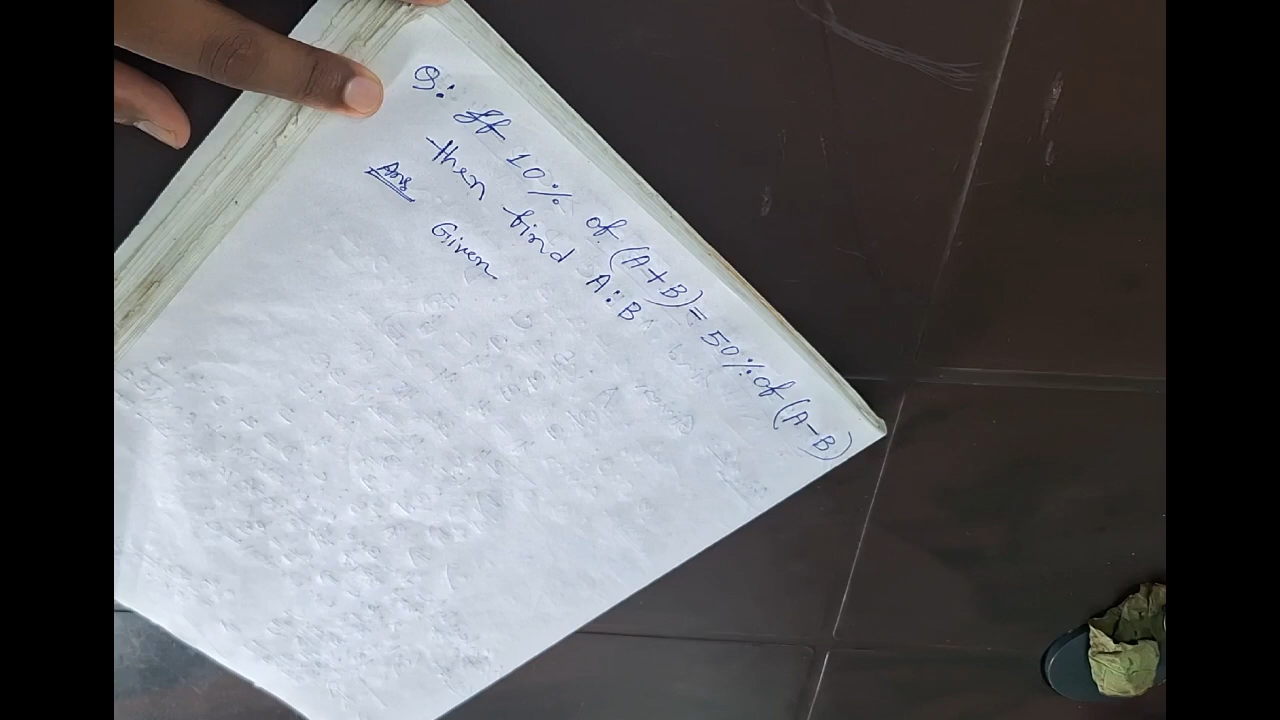 Q: If 10% of (A+B) = 50% of (A-B)
then find A:B
Ans
Given